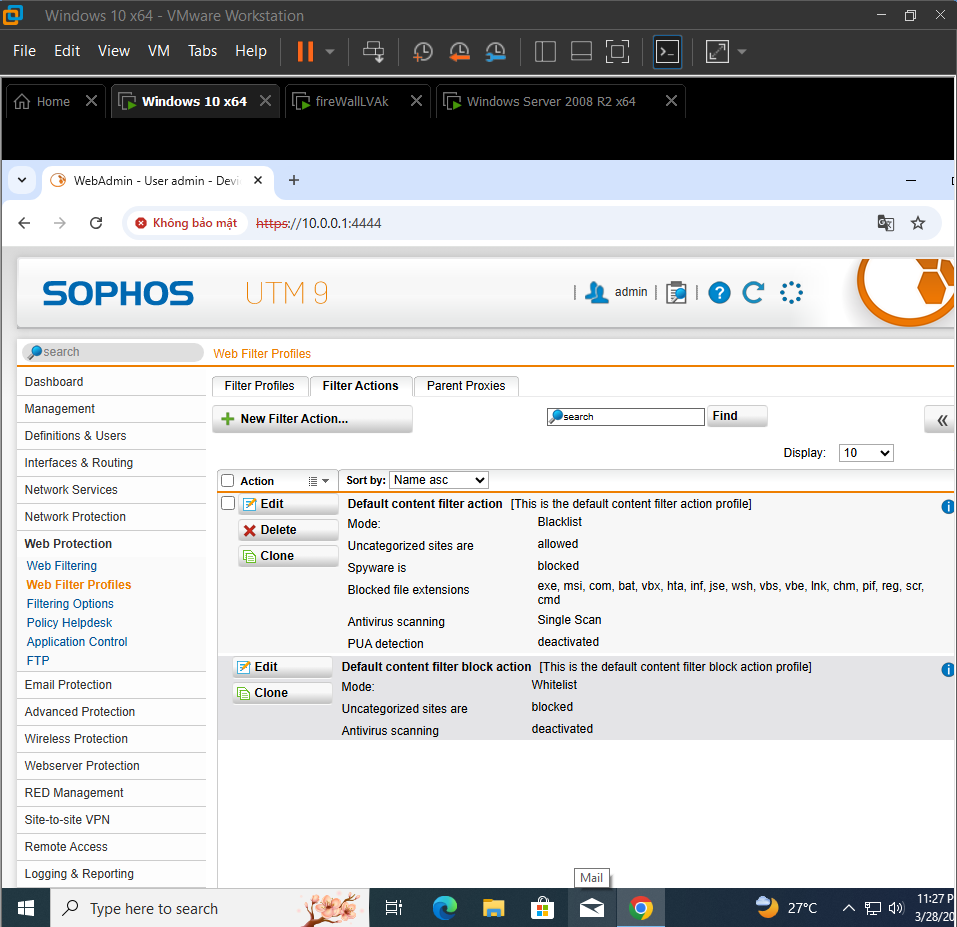 Windows 10 x64 - VMware Workstation
File Edit View VM Tabs Help
Home Windows 10 x64 fireWallLVAk Windows Server 2008 R2 x64
WebAdmin - User admin - Devi
Không bảo mật https://10.0.0.1:4444
SOPHOS UTM 9 | admin | |
search
Web Filter Profiles
Dashboard
Management
Definitions & Users
Interfaces & Routing
Network Services
Network Protection
Web Protection
Web Filtering
Web Filter Profiles
Filtering Options
Policy Helpdesk
Application Control
FTP
Email Protection
Advanced Protection
Wireless Protection
Webserver Protection
RED Management
Site-to-site VPN
Remote Access
Logging & Reporting
Filter Profiles Filter Actions Parent Proxies
New Filter Action... search Find
Display: 10
Action Sort by: Name asc
Edit Default content filter action [This is the default content filter action profile]
Mode: Blacklist
Delete
Uncategorized sites are allowed
Clone
Spyware is blocked
Blocked file extensions exe, msi, com, bat, vbx, hta, inf, jse, wsh, vbs, vbe, lnk, chm, pif, reg, scr,
cmd
Antivirus scanning Single Scan
PUA detection deactivated
Edit Default content filter block action [This is the default content filter block action profile]
Mode: Whitelist
Clone
Uncategorized sites are blocked
Antivirus scanning deactivated
Mail
Type here to search 27°C 11:27 P
3/28/20